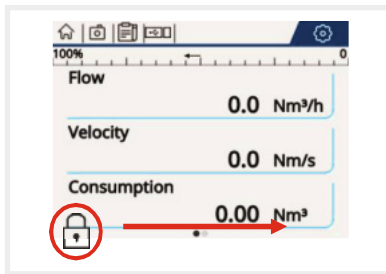 100% 0
Flow
0.0 Nm³/h
Velocity
0.0 Nm/s
Consumption
0.00 Nm³